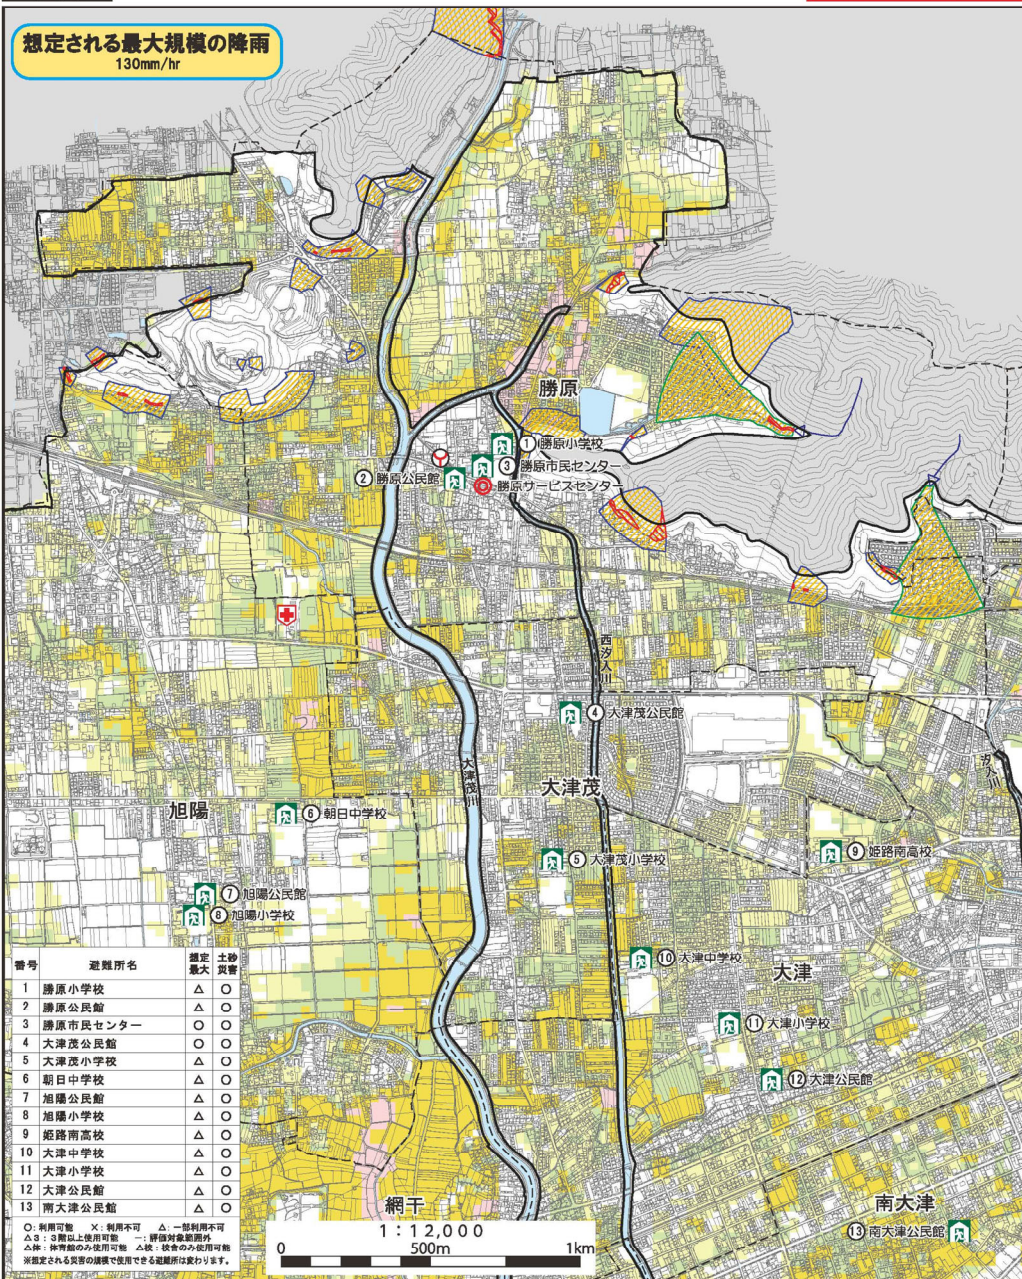 想定される最大規模の降雨
130mm/hr
勝原
① 勝原小学校
③ 勝原市民センター
② 勝原公民館
勝原サービスセンター
西汐入川
④ 大津茂公民館
汐入川
大津茂川
大津茂
旭陽
⑥ 朝日中学校
⑨ 姫路南高校
⑤ 大津茂小学校
⑦ 旭陽公民館
⑧ 旭陽小学校
⑩ 大津中学校
大津
⑪ 大津小学校
⑫ 大津公民館
網干
南大津
⑬ 南大津公民館
番号 避難所名 想定最大 土砂災害
1 勝原小学校 △ ○
2 勝原公民館 △ ○
3 勝原市民センター ○ ○
4 大津茂公民館 ○ ○
5 大津茂小学校 △ ○
6 朝日中学校 △ ○
7 旭陽公民館 △ ○
8 旭陽小学校 △ ○
9 姫路南高校 △ ○
10 大津中学校 △ ○
11 大津小学校 △ ○
12 大津公民館 △ ○
13 南大津公民館 △ ○
○：利用可能 ×：利用不可 △：一部利用不可
△3：3階以上使用可能 －：評価対象範囲外
△体：体育館のみ使用可能 △校：校舎のみ使用可能
※想定される災害の規模で使用できる避難所は変わります。
1：12,000
0 500m 1km